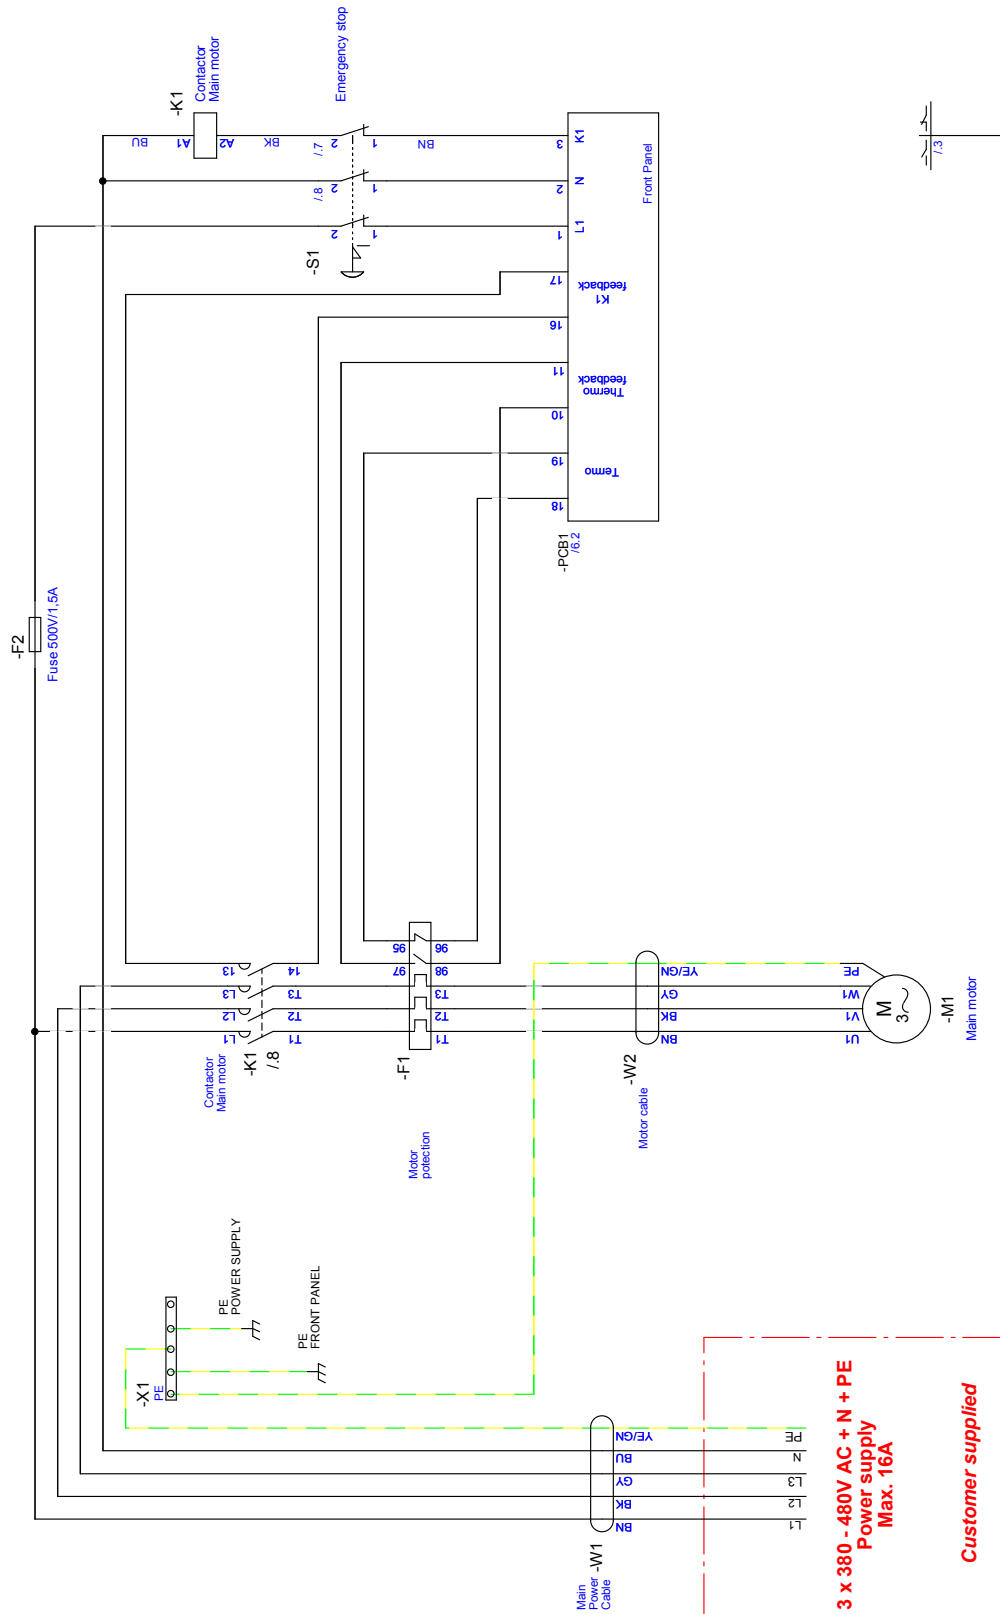 -K1
Contactor
Main motor
BU
A1
A2
BK
Emergency stop
/.7
2
1
BN
3
K1
/.8
2
1
2
N
Front Panel
-S1
2
1
1
L1
17
K1
feedback
16
11
Thermo
feedback
10
19
Termo
18
-PCB1
/6.2
/.3
-F2
Fuse 500V/1,5A
13
14
L3
T3
L2
T2
L1
T1
Contactor
Main motor
-K1
/.8
95
96
97
98
T3
T2
T1
-F1
Motor
potection
YE/GN
GY
BK
BN
-W2
Motor cable
PE
W1
V1
U1
M
3
-M1
Main motor
-X1
PE
PE
POWER SUPPLY
PE
FRONT PANEL
YE/GN
BU
GY
BK
BN
Main
Power
Cable
-W1
PE
N
L3
L2
L1
3 x 380 - 480V AC + N + PE
Power supply
Max. 16A
Customer supplied